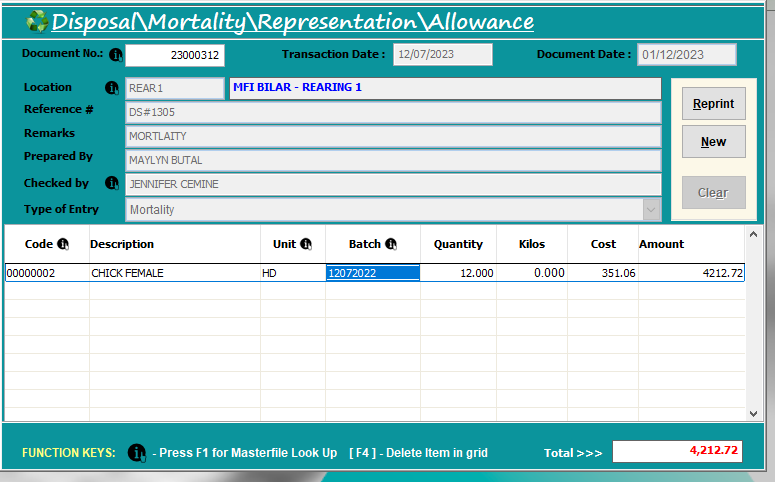 Disposal\Mortality\Representation\Allowance
Document No.: 23000312 Transaction Date : 12/07/2023 Document Date : 01/12/2023
Location REAR1 MFI BILAR - REARING 1
Reference # DS#1305
Remarks MORTLAITY
Prepared By MAYLYN BUTAL
Checked by JENNIFER CEMINE
Type of Entry Mortality
Reprint
New
Clear
Code Description Unit Batch Quantity Kilos Cost Amount
00000002 CHICK FEMALE HD 12072022 12.000 0.000 351.06 4212.72
FUNCTION KEYS: - Press F1 for Masterfile Look Up [ F4 ] - Delete Item in grid Total >>> 4,212.72